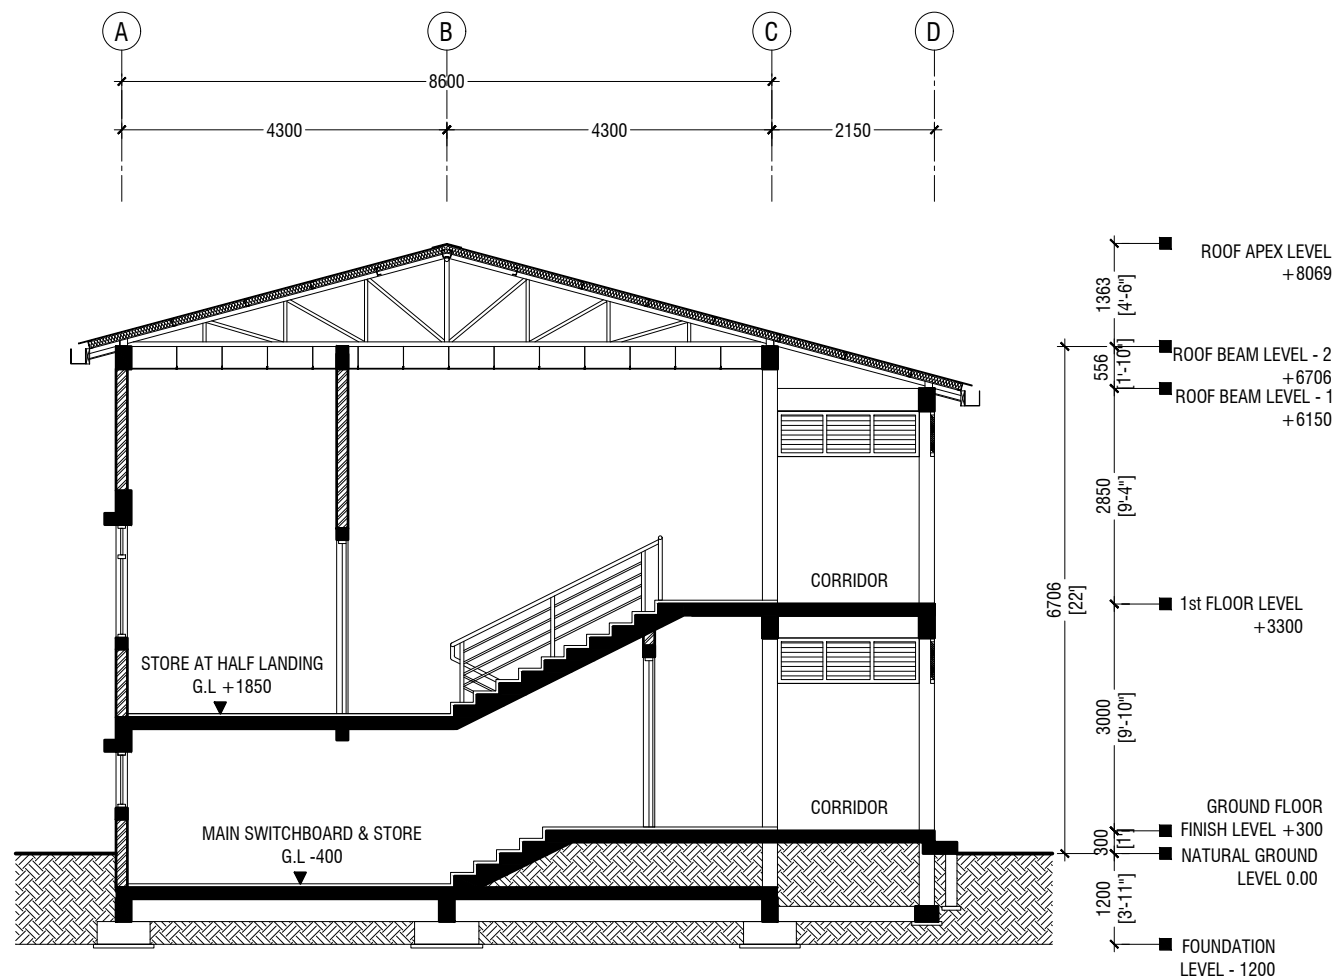 A
B
C
D
8600
4300
4300
2150
ROOF APEX LEVEL
+8069
1363
[4'-6"]
ROOF BEAM LEVEL - 2
+6706
556
[1'-10"]
ROOF BEAM LEVEL - 1
+6150
2850
[9'-4"]
CORRIDOR
1st FLOOR LEVEL
+3300
6706
[22']
STORE AT HALF LANDING
G.L +1850
3000
[9'-10"]
CORRIDOR
GROUND FLOOR
FINISH LEVEL +300
MAIN SWITCHBOARD & STORE
G.L -400
300
[1']
NATURAL GROUND
LEVEL 0.00
1200
[3'-11"]
FOUNDATION
LEVEL - 1200